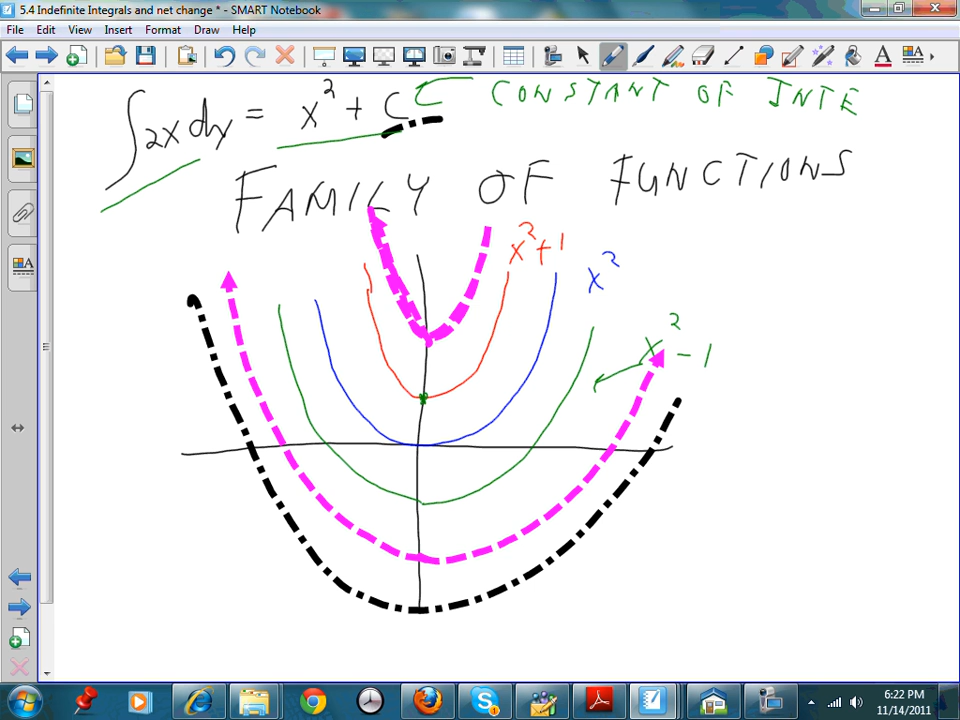 5.4 Indefinite Integrals and net change * - SMART Notebook
File Edit View Insert Format Draw Help
∫2x dx = x² + C C CONSTANT OF INTE
FAMILY OF FUNCTIONS
x²+1
x²
x²-1
6:22 PM
11/14/2011